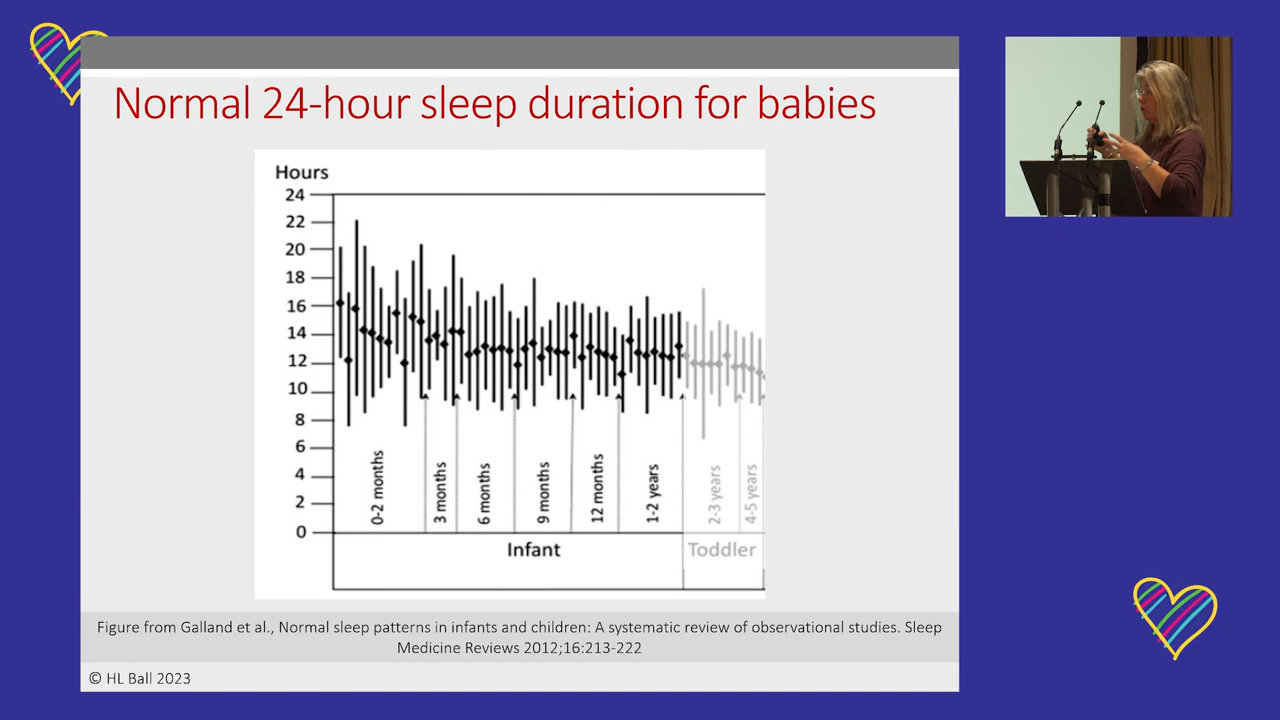 Normal 24-hour sleep duration for babies
Hours
24
22
20
18
16
14
12
10
8
6
4
2
0
0-2 months
3 months
6 months
9 months
12 months
1-2 years
2-3 years
4-5 years
Infant
Toddler
Figure from Galland et al., Normal sleep patterns in infants and children: A systematic review of observational studies. Sleep
Medicine Reviews 2012;16:213-222
© HL Ball 2023